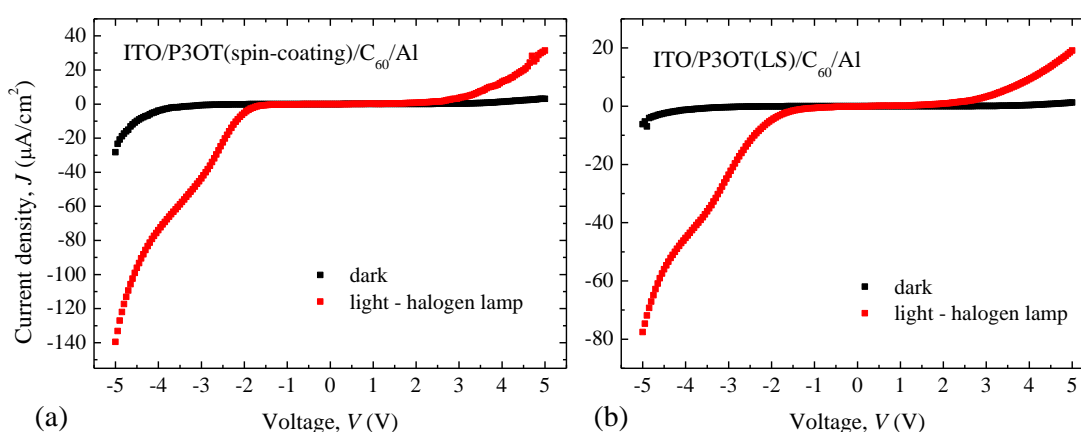 ITO/P3OT(spin-coating)/C60/Al
Current density, J (μA/cm2)
40
20
0
-20
-40
-60
-80
-100
-120
-140
dark
light - halogen lamp
-5 -4 -3 -2 -1 0 1 2 3 4 5
(a)
Voltage, V (V)
ITO/P3OT(LS)/C60/Al
20
0
-20
-40
-60
-80
dark
light - halogen lamp
-5 -4 -3 -2 -1 0 1 2 3 4 5
(b)
Voltage, V (V)